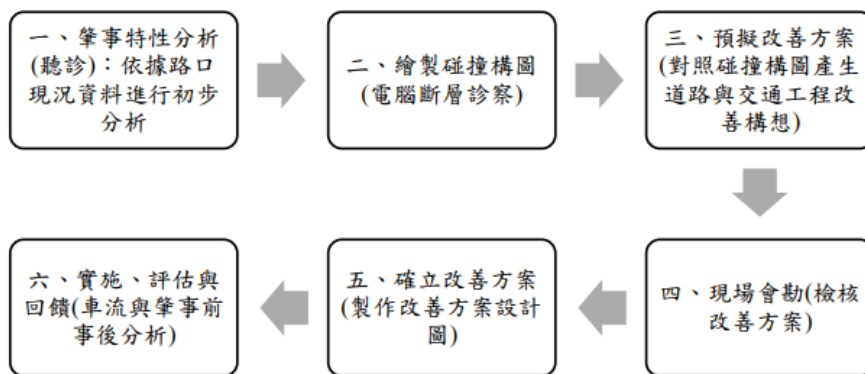 一、肇事特性分析
(聽診)：依據路口
現況資料進行初步
分析
二、繪製碰撞構圖
(電腦斷層診察)
三、預擬改善方案
(對照碰撞構圖產生
道路與交通工程改
善構想)
四、現場會勘(檢核
改善方案)
五、確立改善方案
(製作改善方案設計
圖)
六、實施、評估與
回饋(車流與肇事前
事後分析)